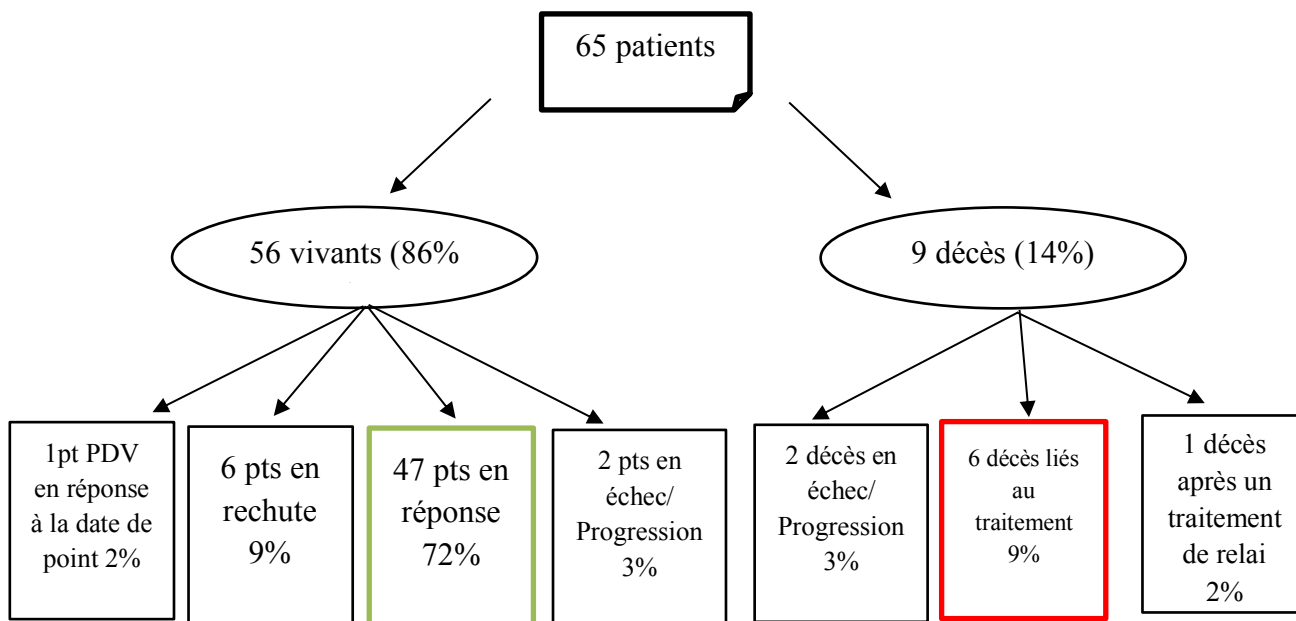 65 patients
56 vivants (86%
9 décès (14%)
1pt PDV
en réponse
à la date de
point 2%
6 pts en
rechute
9%
47 pts en
réponse
72%
2 pts en
échec/
Progression
3%
2 décès en
échec/
Progression
3%
6 décès liés
au
traitement
9%
1 décès
après un
traitement
de relai
2%